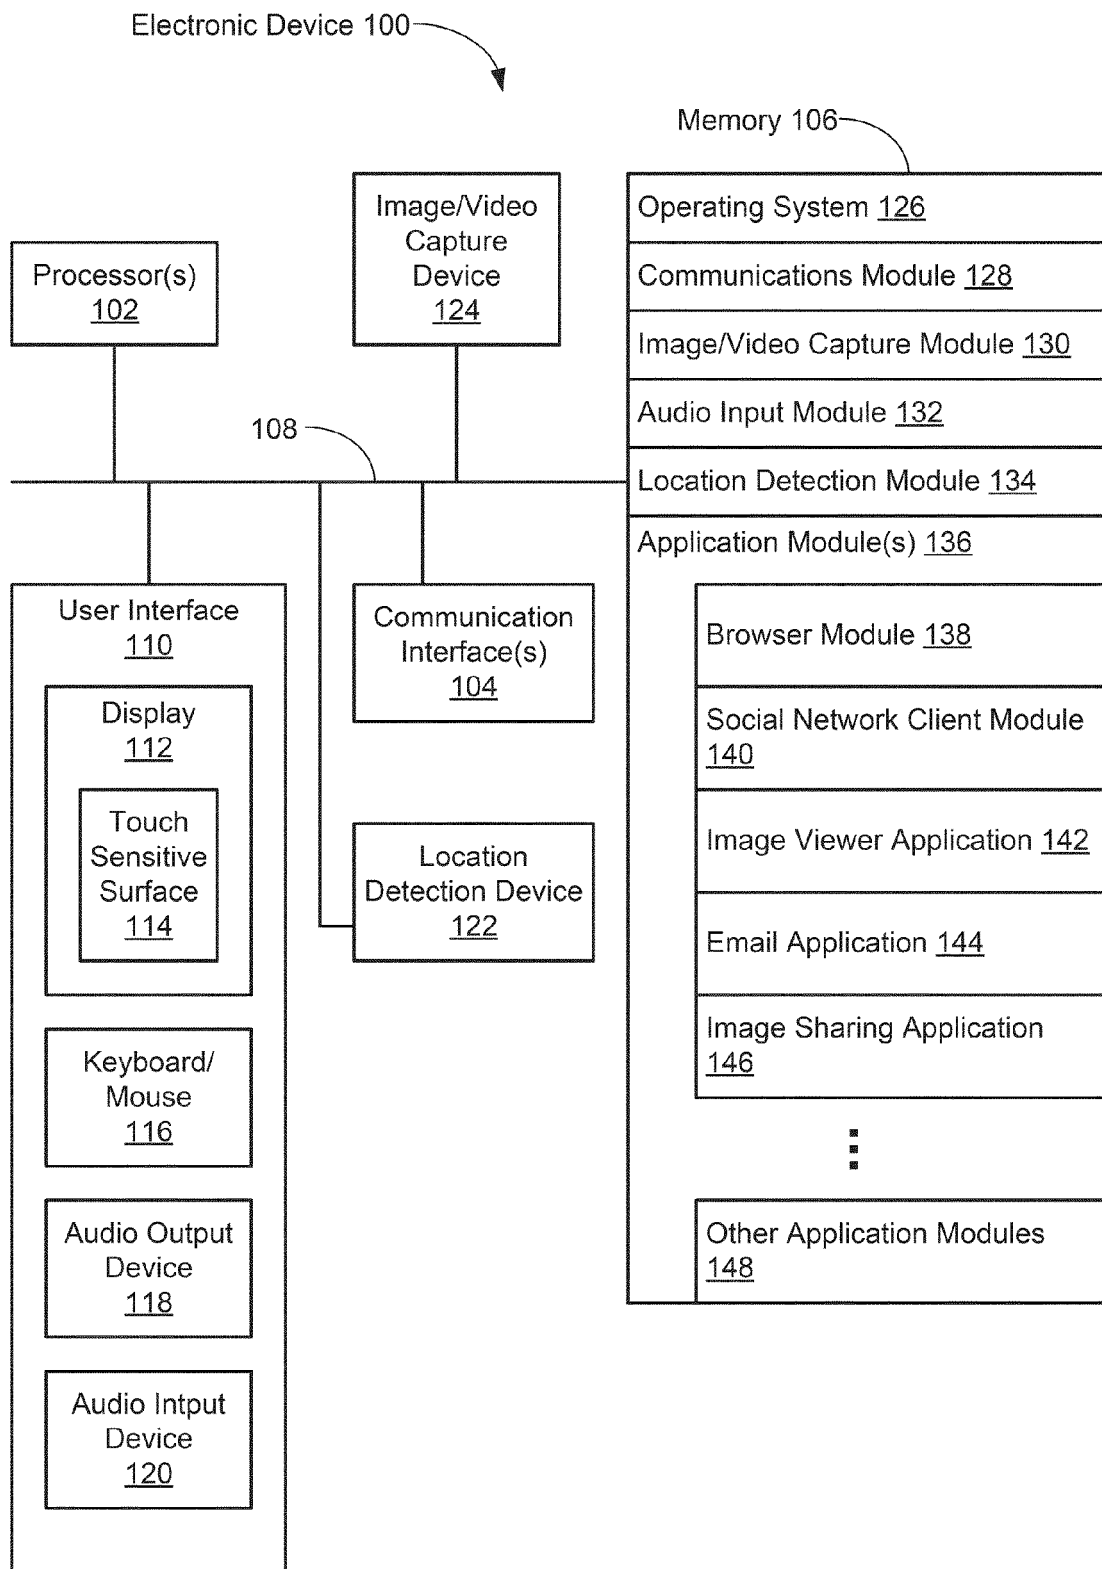 Electronic Device 100
Memory 106
Processor(s)
102
Image/Video
Capture
Device
124
108
User Interface
110
Display
112
Touch
Sensitive
Surface
114
Keyboard/
Mouse
116
Audio Output
Device
118
Audio Intput
Device
120
Communication
Interface(s)
104
Location
Detection Device
122
Operating System 126
Communications Module 128
Image/Video Capture Module 130
Audio Input Module 132
Location Detection Module 134
Application Module(s) 136
Browser Module 138
Social Network Client Module
140
Image Viewer Application 142
Email Application 144
Image Sharing Application
146
Other Application Modules
148